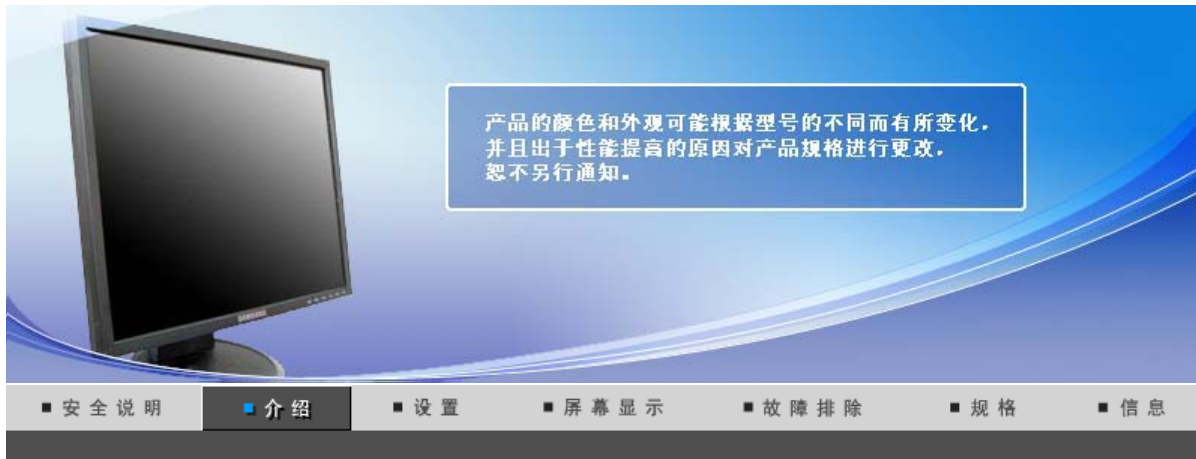 产品的颜色和外观可能根据型号的不同而有所变化，
并且出于性能提高的原因对产品规格进行更改，
恕不另行通知。
SAMSUNG
安全说明
介绍
设置
屏幕显示
故障排除
规格
信息